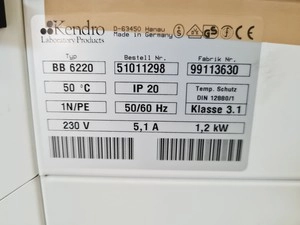 Kendro
Laboratory Products
D-63450 Hanau
Made in Germany
Typ Bestell Nr. Fabrik Nr.
BB 6220 51011298 99113630
50 °C IP 20 Temp. Schutz
DIN 12880/1
1N/PE 50/60 Hz Klasse 3.1
230 V 5,1 A 1,2 kW